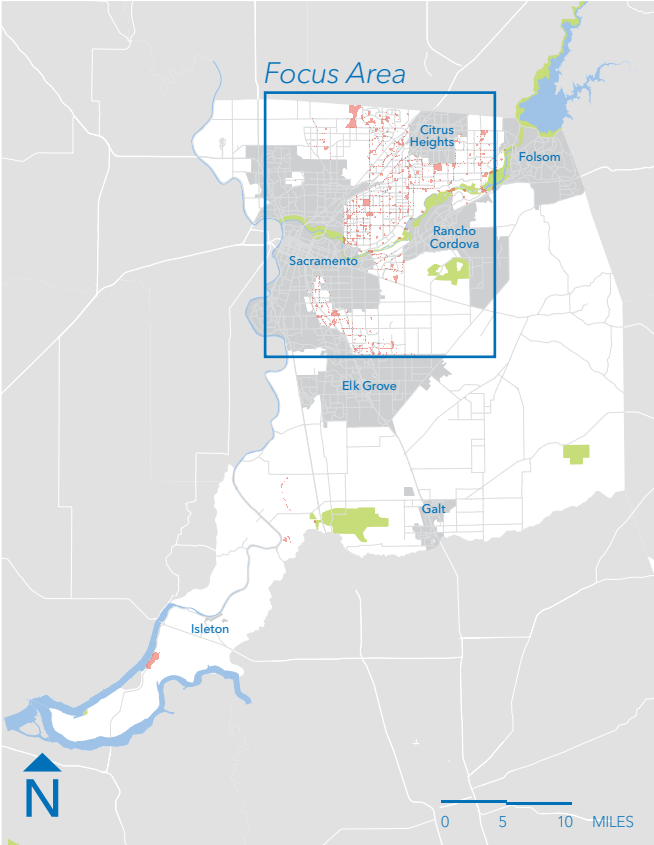 Focus Area
Citrus
Heights
Folsom
Rancho
Cordova
Sacramento
Elk Grove
Galt
Isleton
N
0 5 10 MILES